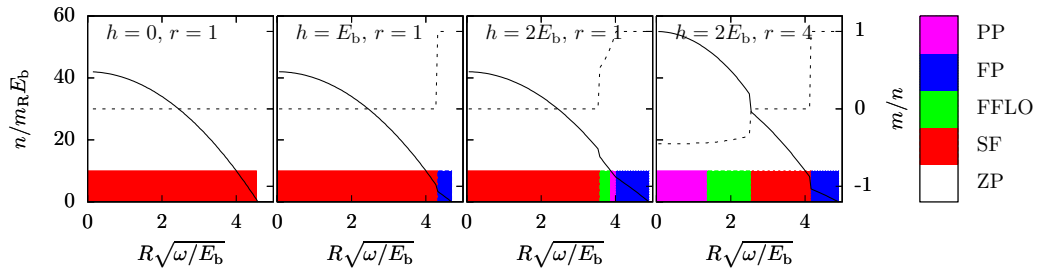 h = 0, r = 1
h = E_b, r = 1
h = 2E_b, r = 1
h = 2E_b, r = 4
n/m_R E_b
60
40
30
20
10
0
0 2 4
0 2 4
0 2 4
0 2 4
R√ω/E_b
R√ω/E_b
R√ω/E_b
R√ω/E_b
1
0
-1
m/n
PP
FP
FFLO
SF
ZP